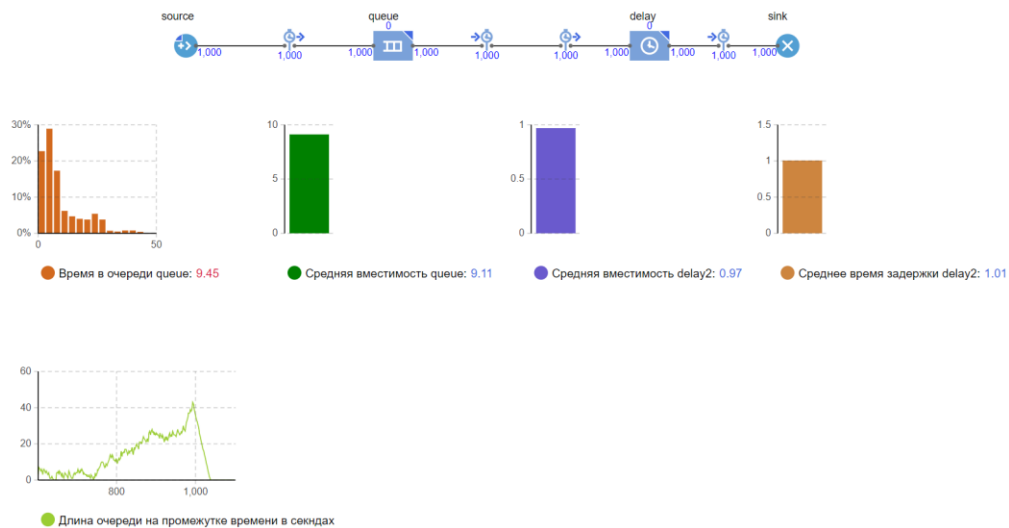 source queue delay sink
0 0
1,000 1,000 1,000 1,000 1,000 1,000 1,000 1,000 1,000 1,000
30% 10 1 1.5
20% 1
5 0.5
10% 0.5
0% 0 0 0
0 50
Время в очереди queue: 9.45 Средняя вместимость queue: 9.11 Средняя вместимость delay2: 0.97 Среднее время задержки delay2: 1.01
60
40
20
0
800 1,000
Длина очереди на промежутке времени в секндах